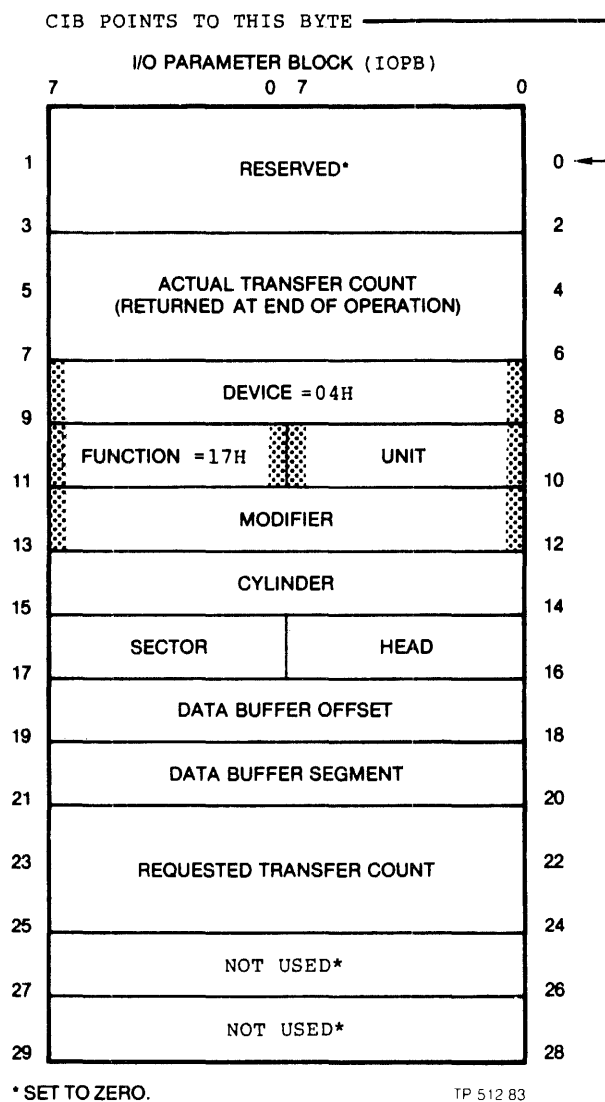 CIB POINTS TO THIS BYTE
I/O PARAMETER BLOCK (IOPB)
7 0 7 0
1 RESERVED* 0
3 2
5 ACTUAL TRANSFER COUNT 4
(RETURNED AT END OF OPERATION)
7 6
DEVICE =04H
9 8
FUNCTION =17H UNIT
11 10
MODIFIER
13 12
CYLINDER
15 14
SECTOR HEAD
17 16
DATA BUFFER OFFSET
19 18
DATA BUFFER SEGMENT
21 20
23 REQUESTED TRANSFER COUNT 22
25 24
NOT USED*
27 26
NOT USED*
29 28
* SET TO ZERO. TP 512 83